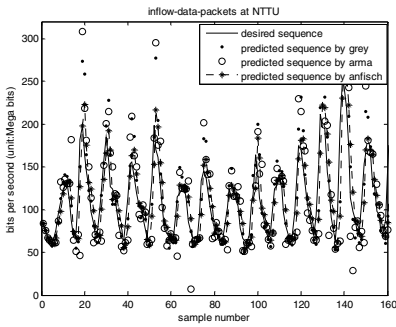 inflow-data-packets at NTTU
desired sequence
predicted sequence by grey
predicted sequence by arma
predicted sequence by anfisch
bits per second (unit:Mega bits)
300
250
200
150
100
50
0
0 20 40 60 80 100 120 140 160
sample number